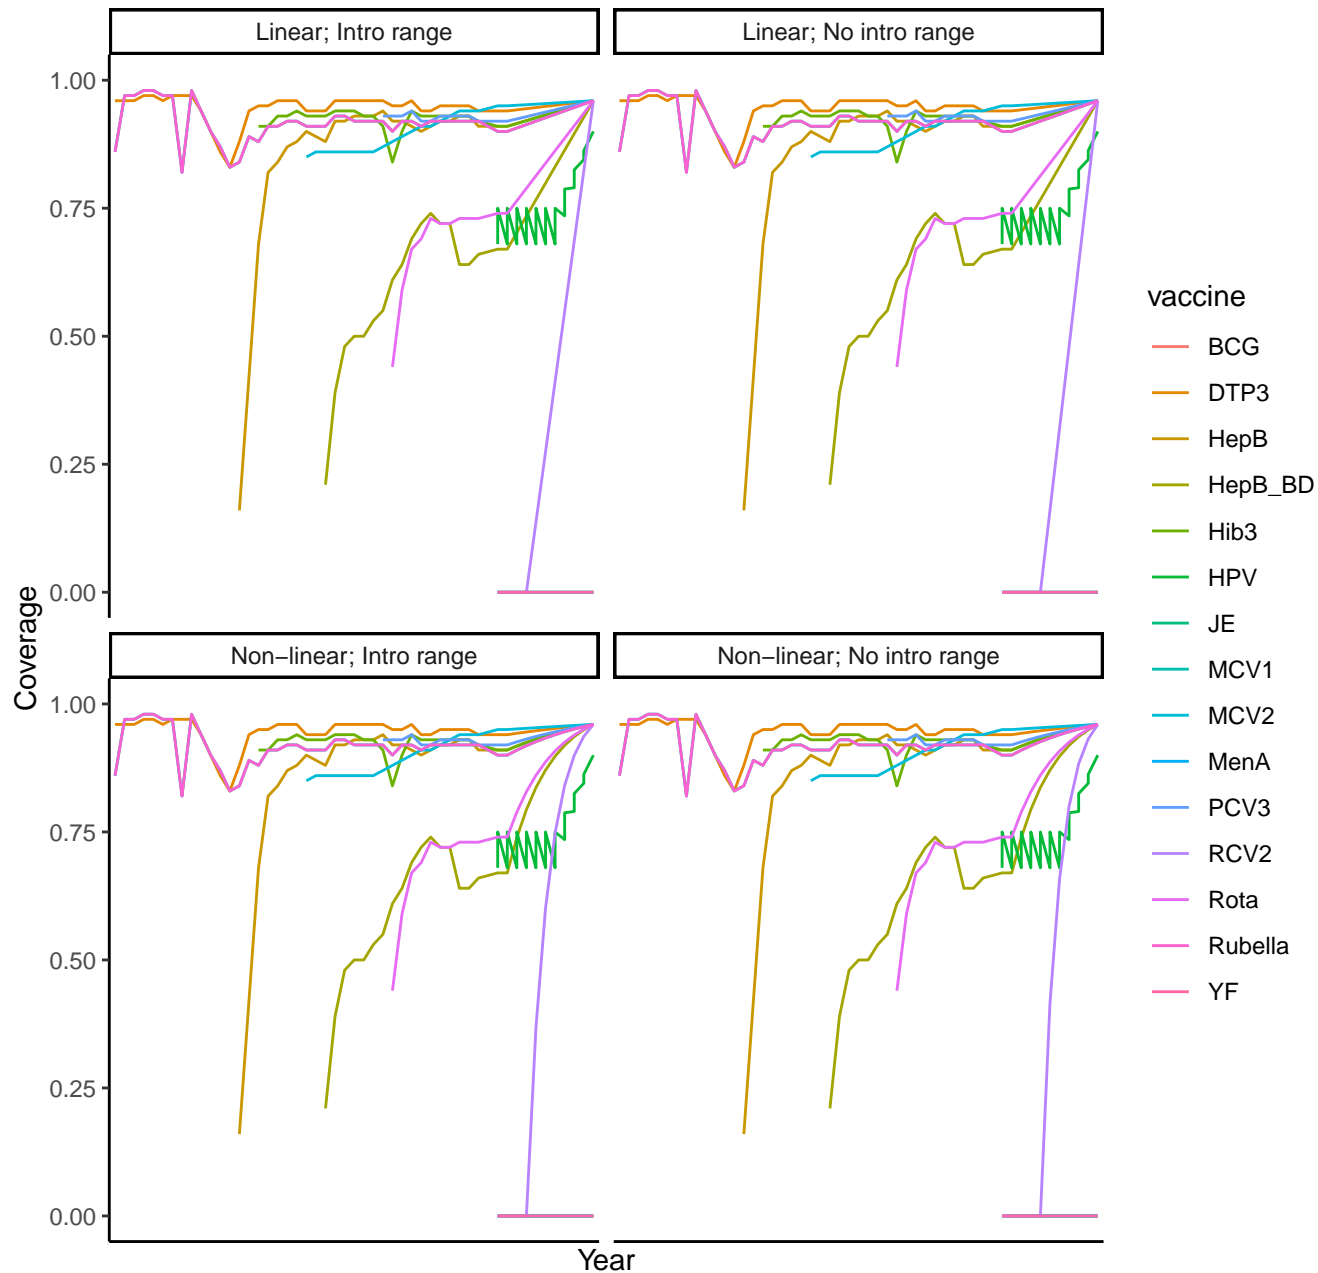 Linear; Intro range
Linear; No intro range
1.00
0.75
0.50
0.25
0.00
Non−linear; Intro range
Non−linear; No intro range
1.00
0.75
0.50
0.25
0.00
Coverage
Year
vaccine
BCG
DTP3
HepB
HepB_BD
Hib3
HPV
JE
MCV1
MCV2
MenA
PCV3
RCV2
Rota
Rubella
YF